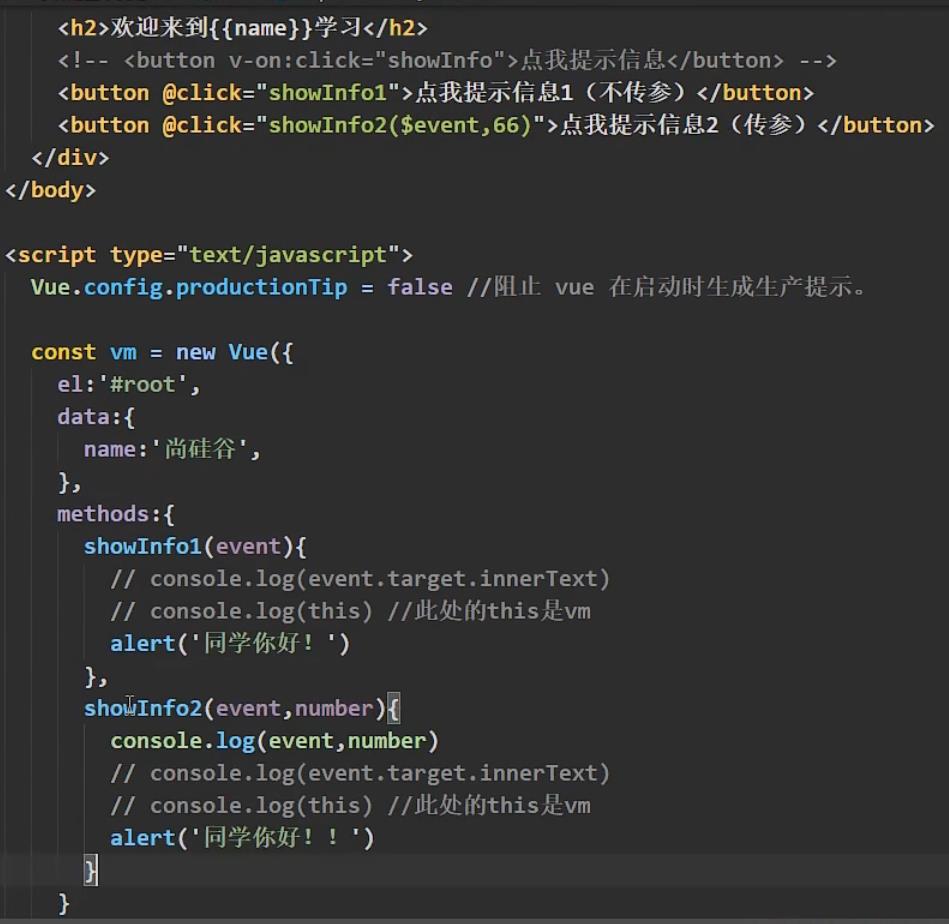 <h2>欢迎来到{{name}}学习</h2>
<!-- <button v-on:click="showInfo">点我提示信息</button> -->
<button @click="showInfo1">点我提示信息1（不传参）</button>
<button @click="showInfo2($event,66)">点我提示信息2（传参）</button>
</div>
</body>
<script type="text/javascript">
Vue.config.productionTip = false //阻止 vue 在启动时生成生产提示。
const vm = new Vue({
el:'#root',
data:{
name:'尚硅谷',
},
methods:{
showInfo1(event){
// console.log(event.target.innerText)
// console.log(this) //此处的this是vm
alert('同学你好！')
},
showInfo2(event,number){
console.log(event,number)
// console.log(event.target.innerText)
// console.log(this) //此处的this是vm
alert('同学你好！！')
}
}